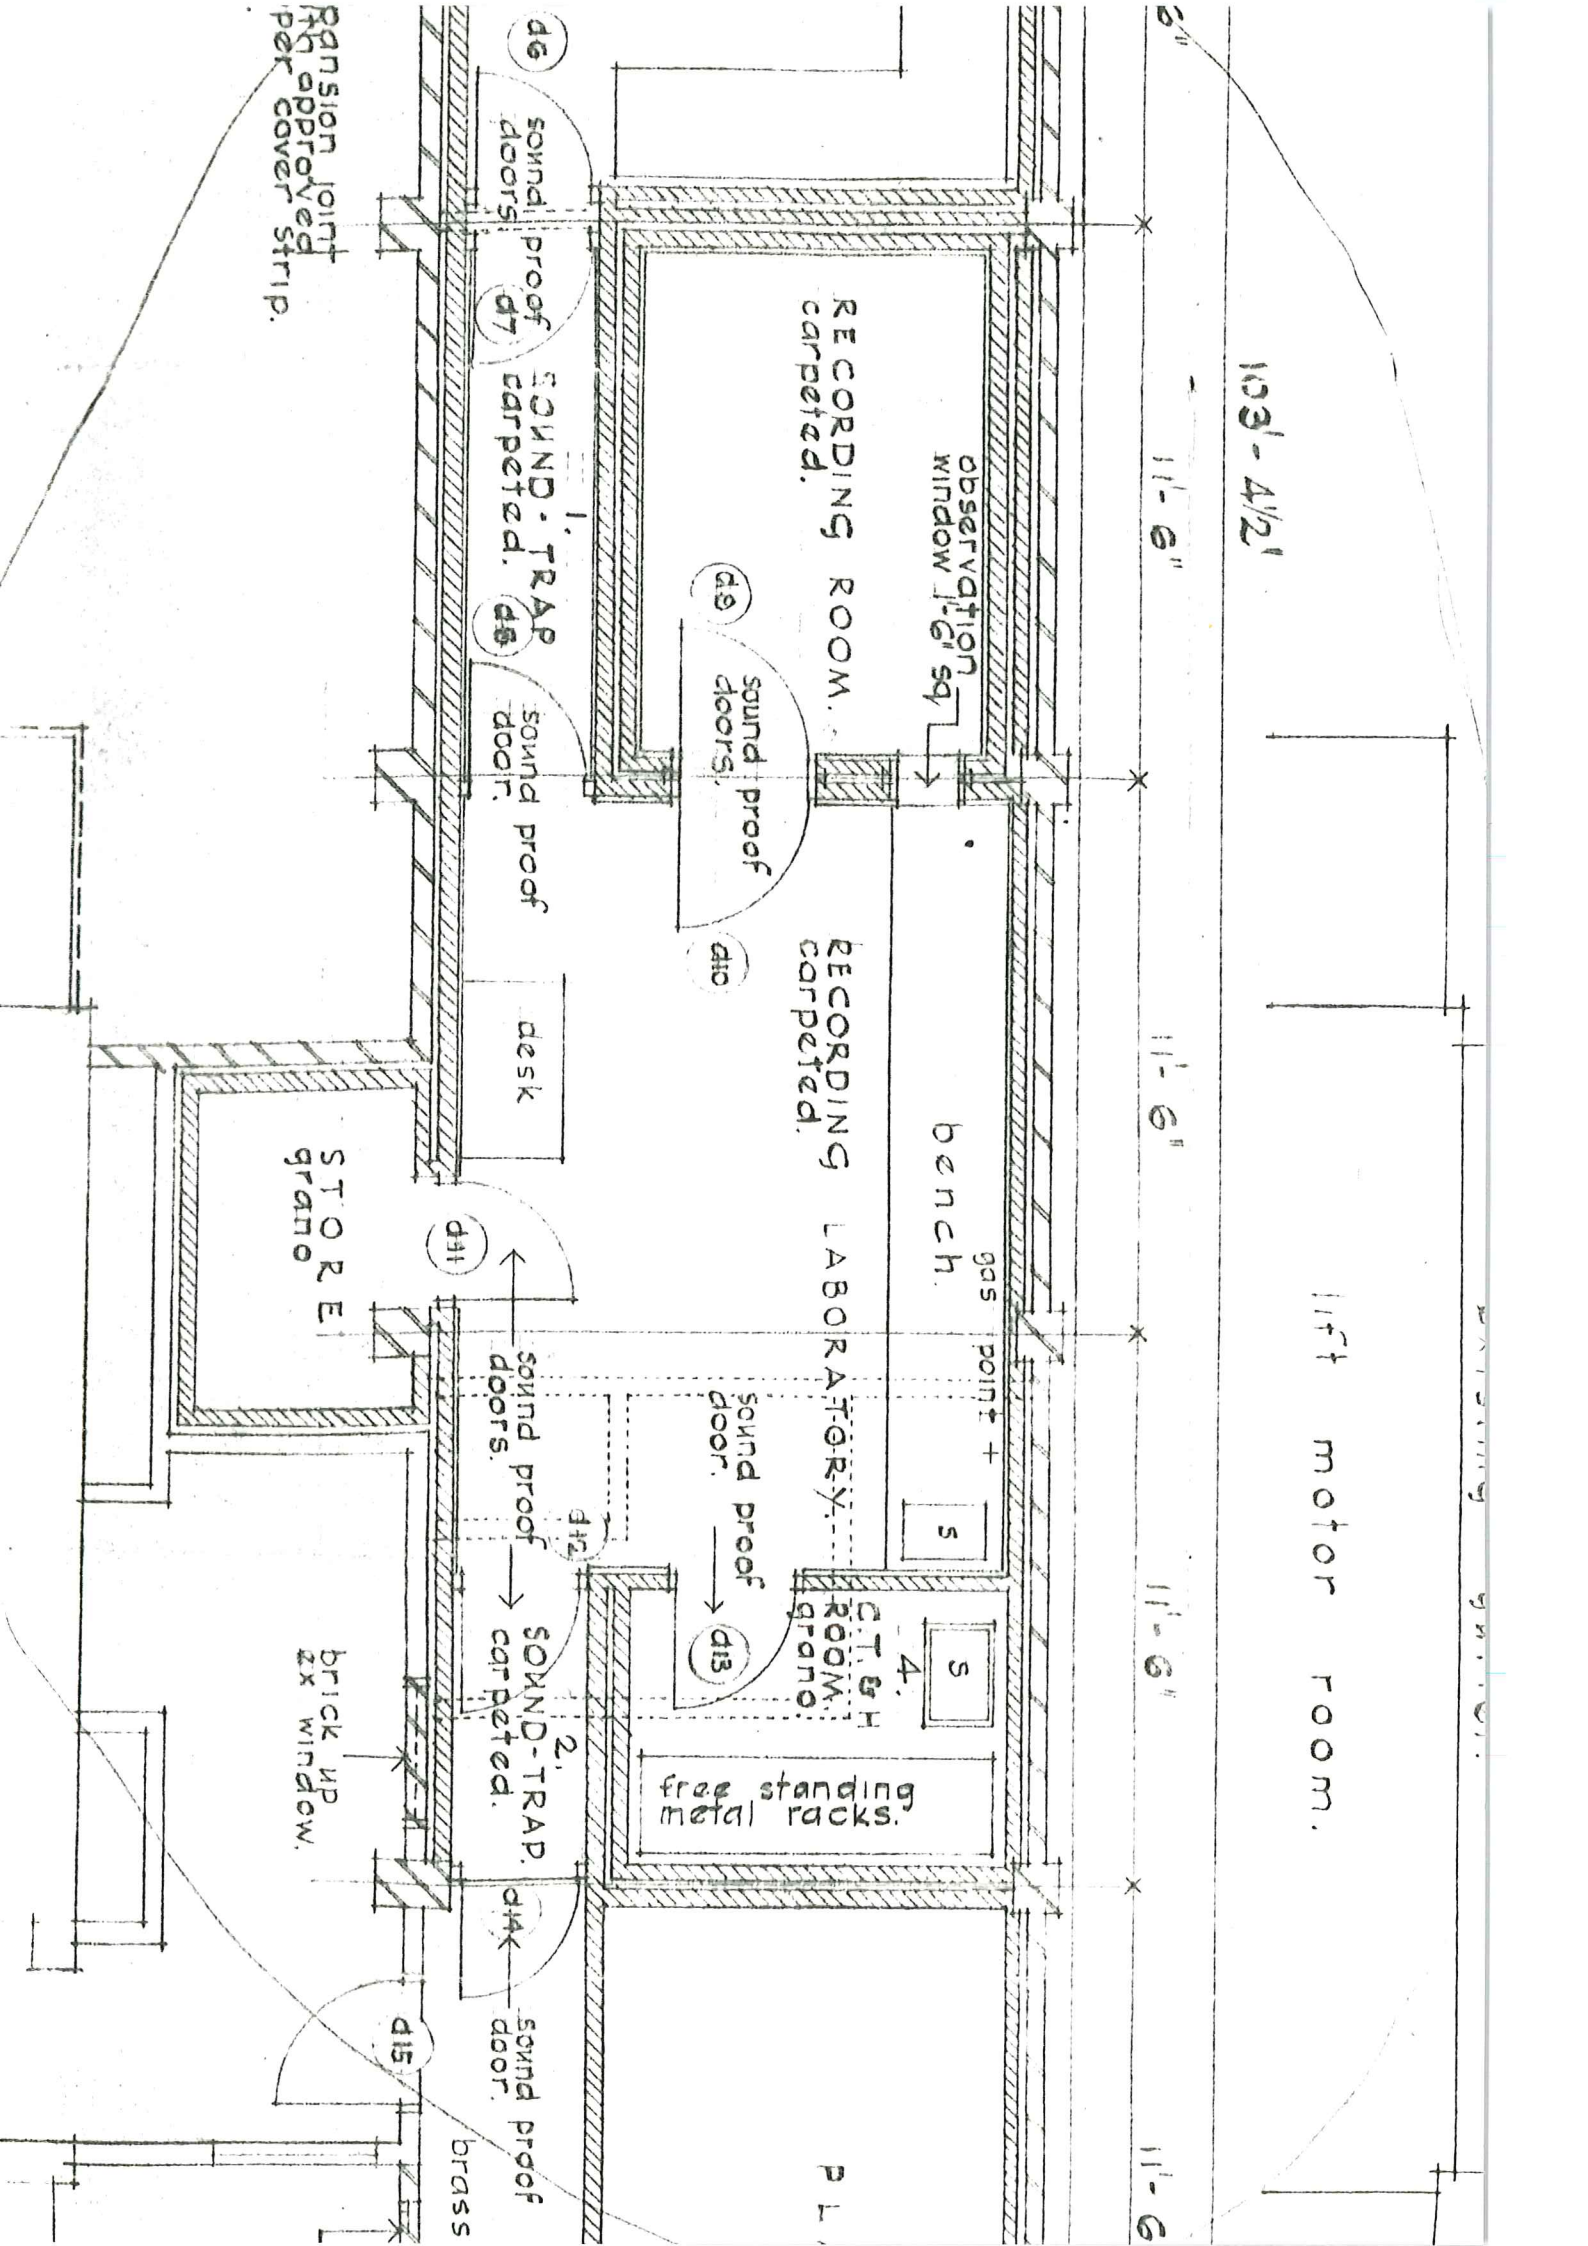 103'- 4½'
11'- 6"
11'- 6"
11'- 6"
11'- 6
6"
lift motor room.
observation
window 1'-6" sq
RECORDING ROOM.
carpeted.
d9
sound proof
doors.
d10
bench.
gas point +
s
RECORDING LABORATORY.
carpeted.
sound proof
door.
d13
s
4.
C.T. & H
ROOM.
grano.
free standing
metal racks.
P L
d6
sound proof
doors.
d7
1.
SOUND-TRAP
carpeted.
d8
sound proof
door.
desk
d11
sound proof
doors.
d12
2.
SOUND-TRAP.
carpeted.
d14
sound proof
door.
brass
d15
STORE
grano
brick up
ex window.
pansion joint
th approved
per cover strip.